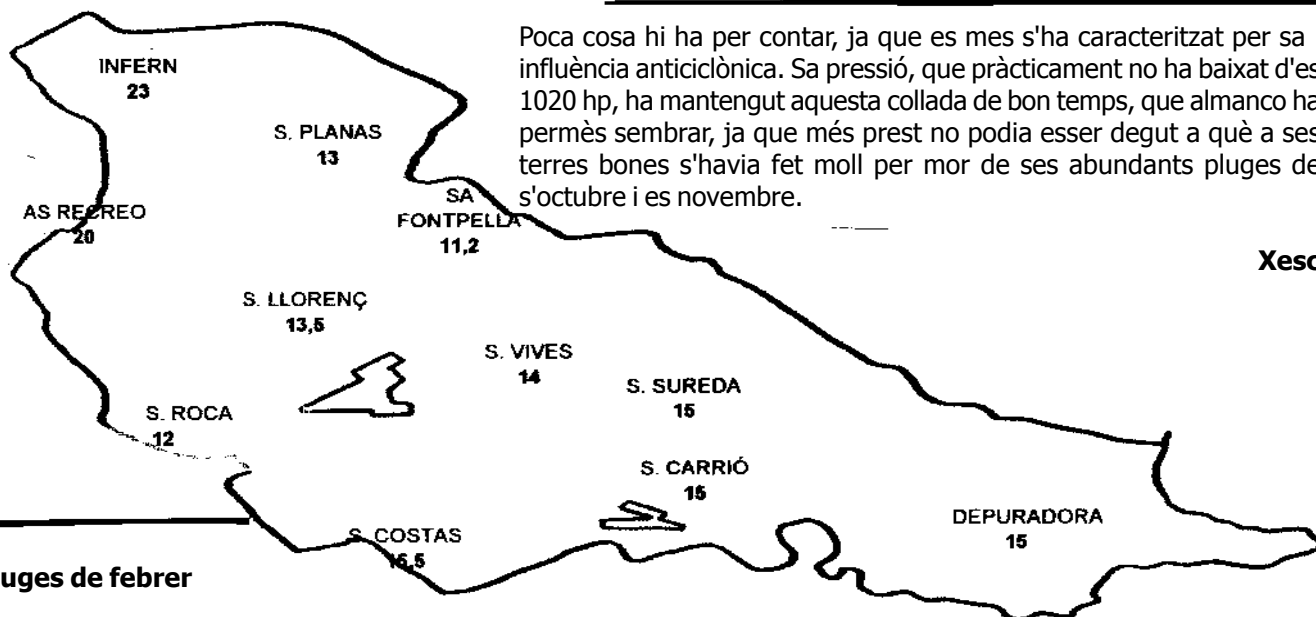 Poca cosa hi ha per contar, ja que es mes s'ha caracteritzat per sa
influència anticiclònica. Sa pressió, que pràcticament no ha baixat d'es
1020 hp, ha mantengut aquesta collada de bon temps, que almanco ha
permès sembrar, ja que més prest no podia esser degut a què a ses
terres bones s'havia fet moll per mor de ses abundants pluges de
s'octubre i es novembre.
Xesc
INFERN
23
S. PLANAS
13
AS RECREO
20
SA
FONTPELLA
11,2
S. LLORENÇ
13,5
S. VIVES
14
S. SUREDA
15
S. ROCA
12
S. CARRIÓ
15
DEPURADORA
15
S. COSTAS
15,5
uges de febrer